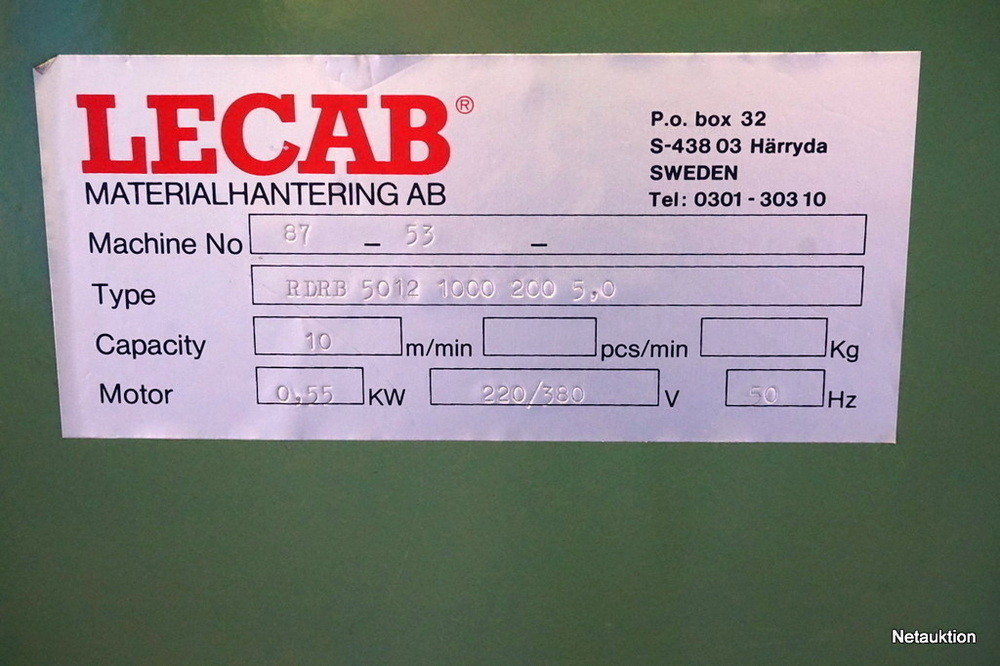 LECAB®
MATERIALHANTERING AB
P.o. box 32
S-438 03 Härryda
SWEDEN
Tel: 0301-303 10
Machine No 87 - 53 -
Type RDRB 5012 1000 200 5,0
Capacity 10 m/min pcs/min Kg
Motor 0,55 KW 220/380 V 50 Hz
Netauktion